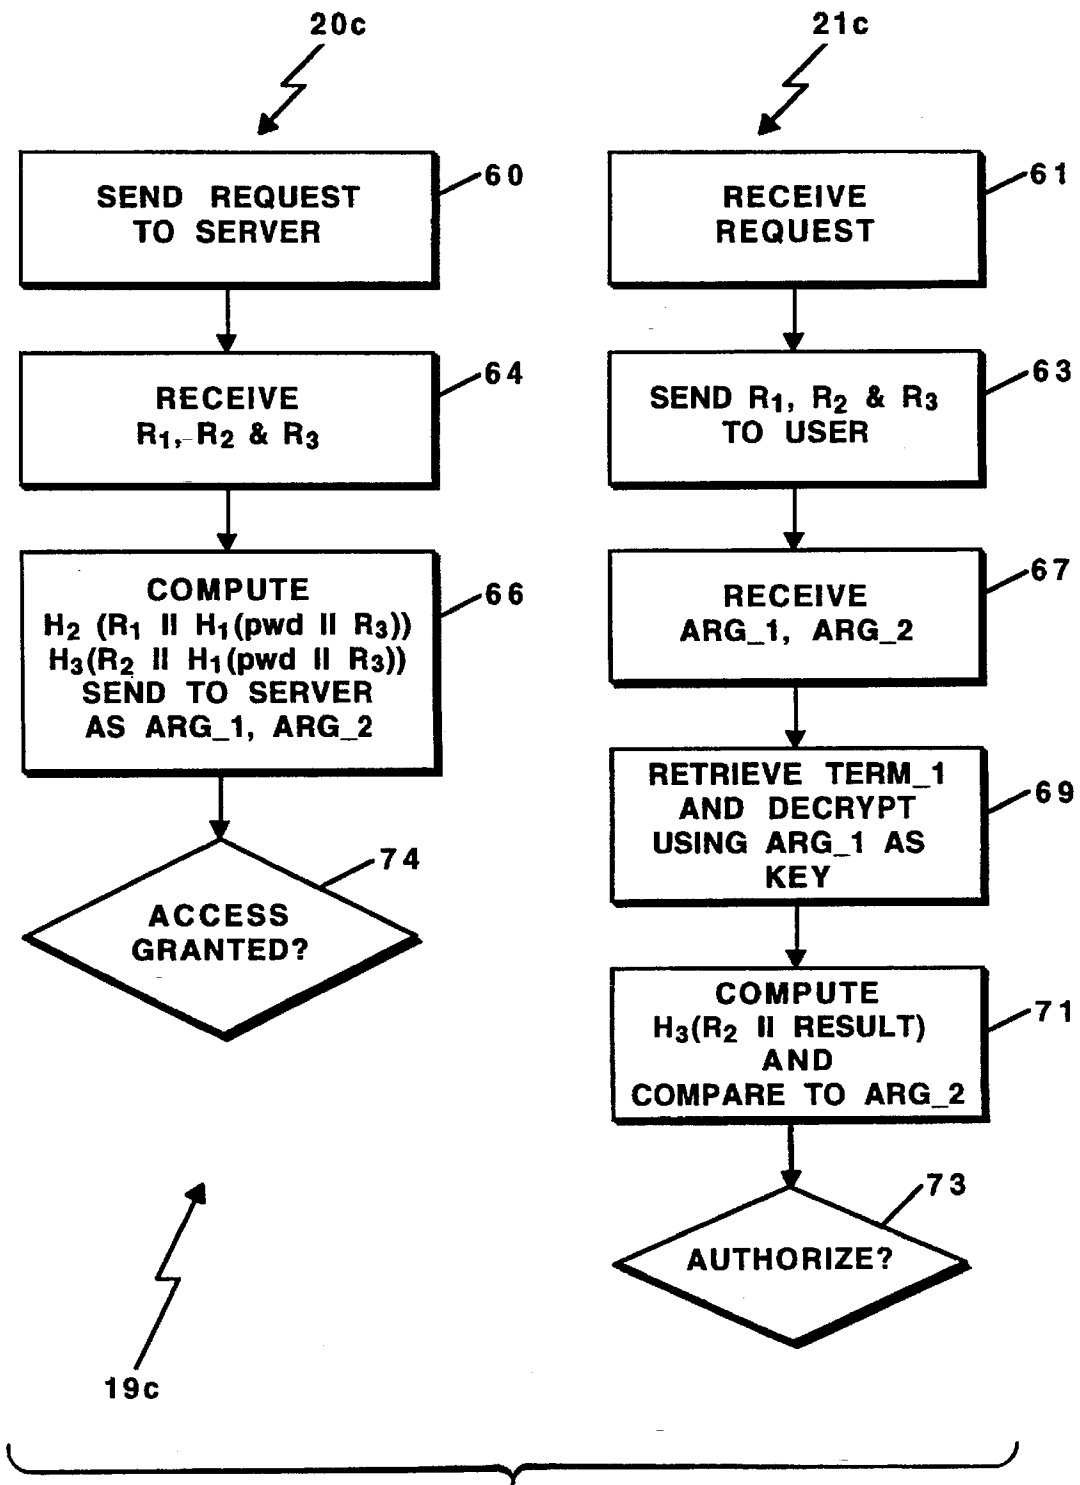 20c
SEND REQUEST
TO SERVER
60
RECEIVE
R1, R2 & R3
64
COMPUTE
H2 (R1 II H1(pwd II R3))
H3(R2 II H1(pwd II R3))
SEND TO SERVER
AS ARG_1, ARG_2
66
ACCESS
GRANTED?
74
19c
21c
RECEIVE
REQUEST
61
SEND R1, R2 & R3
TO USER
63
RECEIVE
ARG_1, ARG_2
67
RETRIEVE TERM_1
AND DECRYPT
USING ARG_1 AS
KEY
69
COMPUTE
H3(R2 II RESULT)
AND
COMPARE TO ARG_2
71
AUTHORIZE?
73